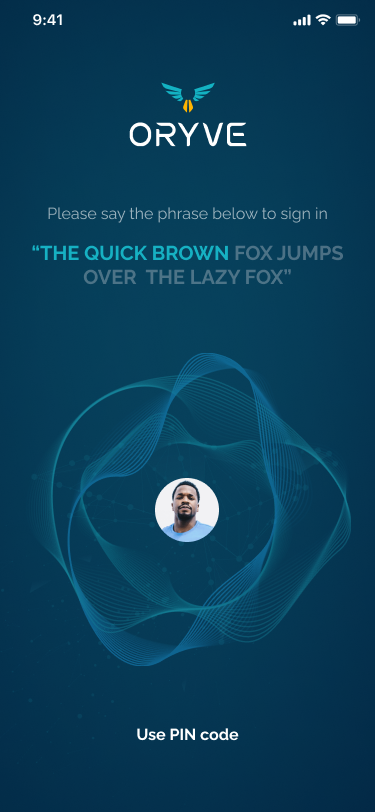 9:41
ORYVE
Please say the phrase below to sign in
“THE QUICK BROWN FOX JUMPS
OVER THE LAZY FOX”
Use PIN code